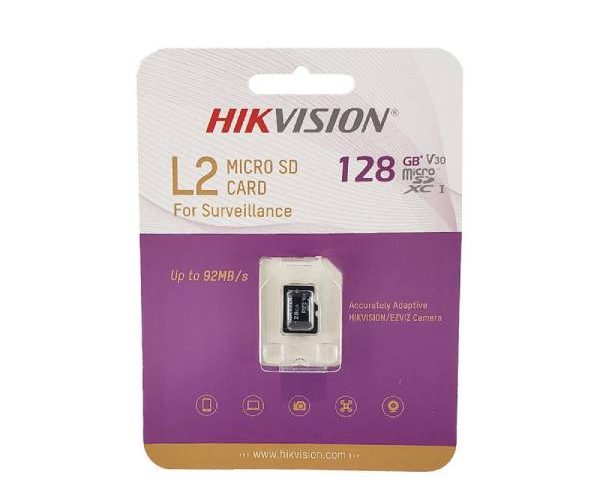 HIKVISION®
L2 MICRO SD
CARD
For Surveillance
128 GB* V30
micro
SD
XC I
Up to 92MB/s
Accuretely Adaptive
HIKVISION/EZVIZ Camera
www.hikvision.com